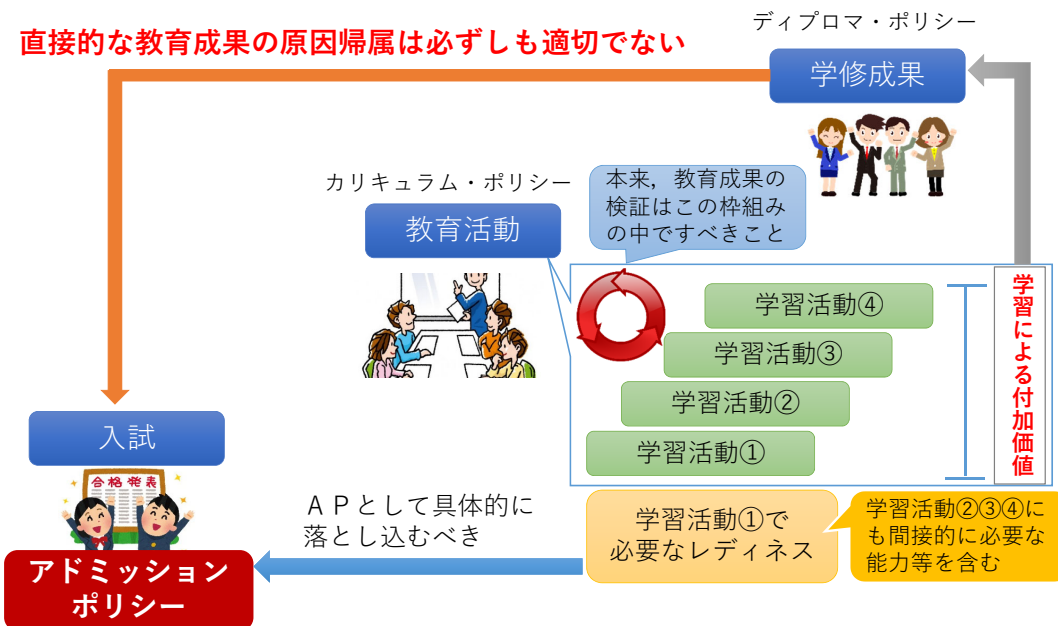 ディプロマ・ポリシー
直接的な教育成果の原因帰属は必ずしも適切でない
学修成果
カリキュラム・ポリシー
教育活動
本来，教育成果の
検証はこの枠組み
の中ですべきこと
学習活動④
学習活動③
学習活動②
学習活動①
学習による付加価値
入試
合格発表
ＡＰとして具体的に
落とし込むべき
学習活動①で
必要なレディネス
学習活動②③④に
も間接的に必要な
能力等を含む
アドミッション
ポリシー